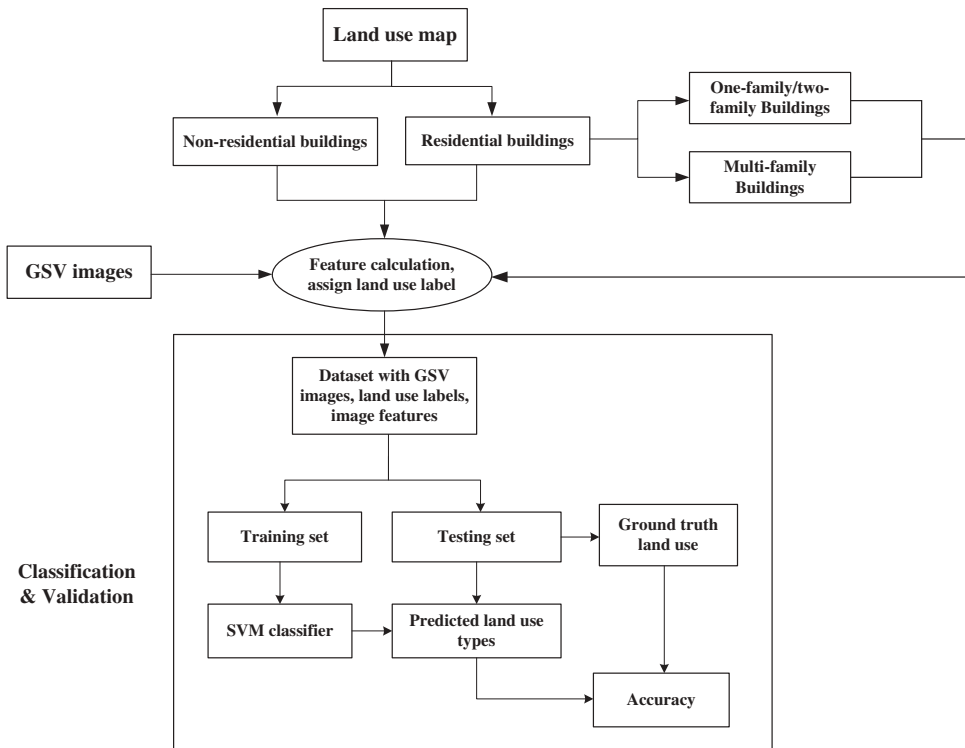 Land use map
Non-residential buildings
Residential buildings
One-family/two-
family Buildings
Multi-family
Buildings
GSV images
Feature calculation,
assign land use label
Dataset with GSV
images, land use labels,
image features
Training set
Testing set
Ground truth
land use
Classification
& Validation
SVM classifier
Predicted land use
types
Accuracy